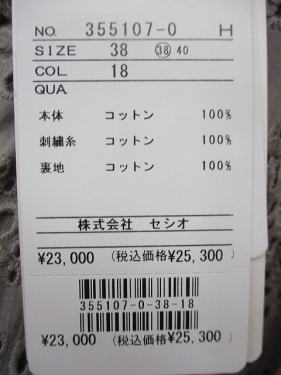 NO. 355107-0 H
SIZE 38 38 40
COL. 18
QUA.
本体 コットン 100%
刺繍糸 コットン 100%
裏地 コットン 100%
株式会社 セシオ
¥23,000 (税込価格¥25,300)
355107-0-38-18
¥23,000 (税込価格¥25,300)